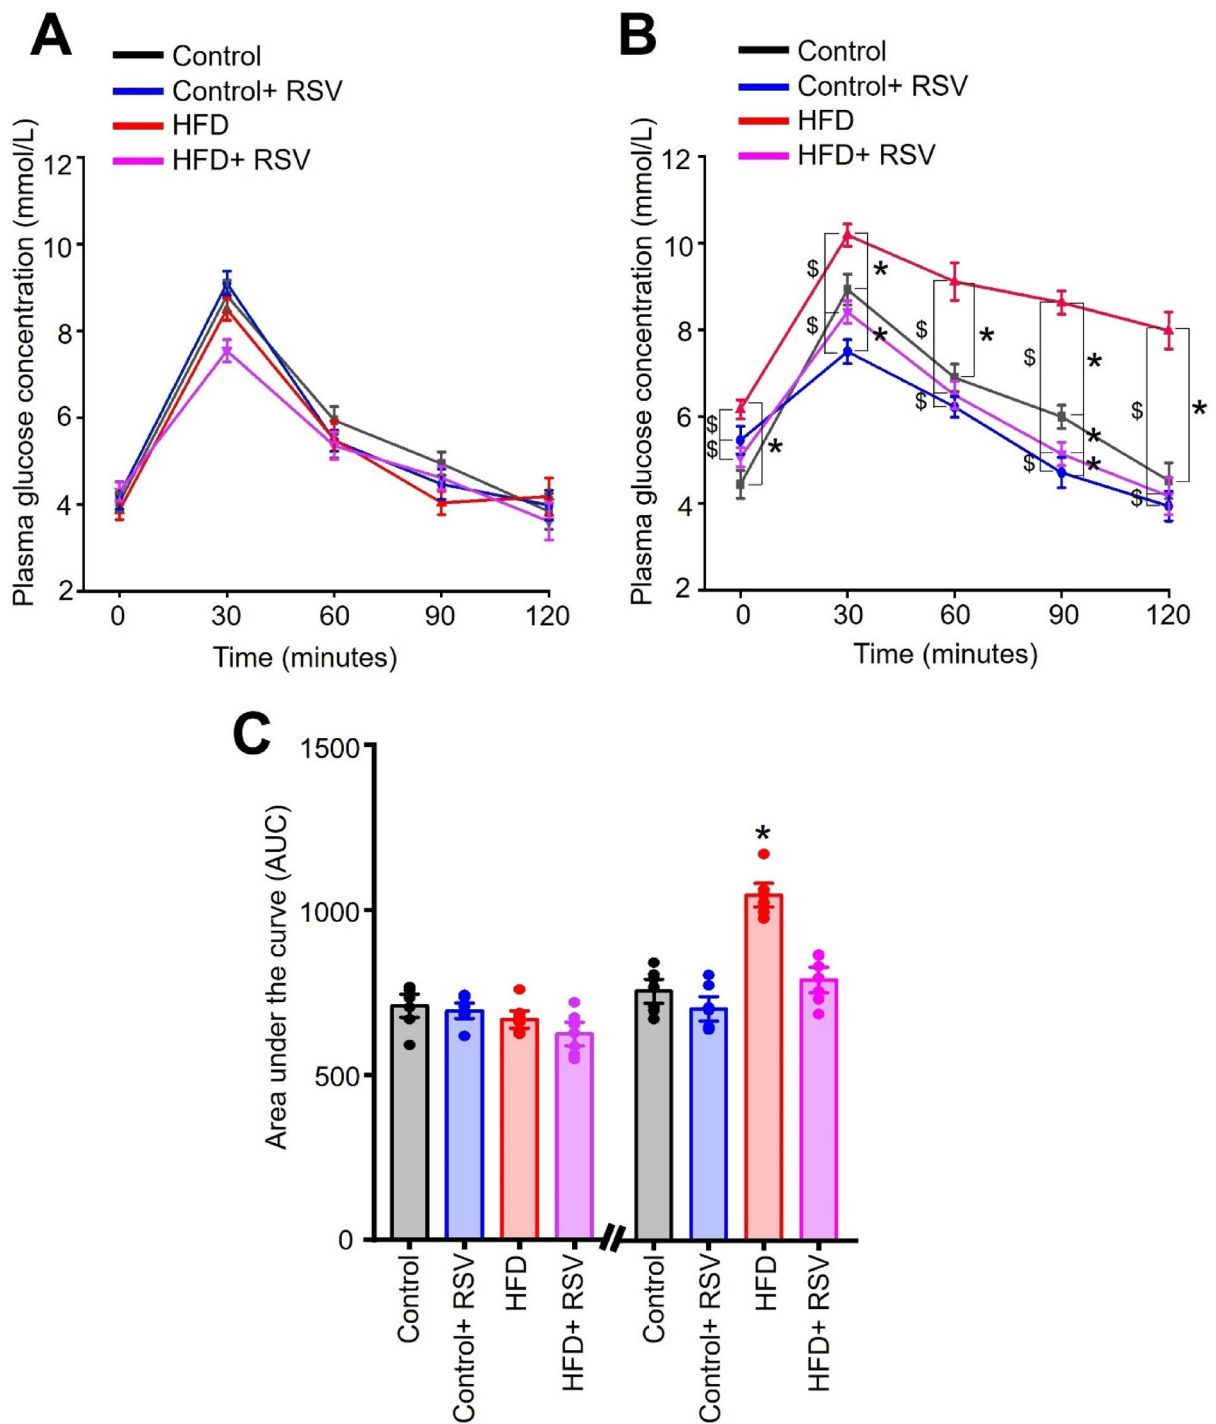 A
Control
Control+ RSV
HFD
HFD+ RSV
Plasma glucose concentration (mmol/L)
12
10
8
6
4
2
0 30 60 90 120
Time (minutes)
B
Control
Control+ RSV
HFD
HFD+ RSV
Plasma glucose concentration (mmol/L)
12
10
8
6
4
2
$ $ *
$ * $ *
$ * $
$ * * $ *
$ * $
0 30 60 90 120
Time (minutes)
C
Area under the curve (AUC)
1500
1000
500
0
*
Control
Control+ RSV
HFD
HFD+ RSV
Control
Control+ RSV
HFD
HFD+ RSV